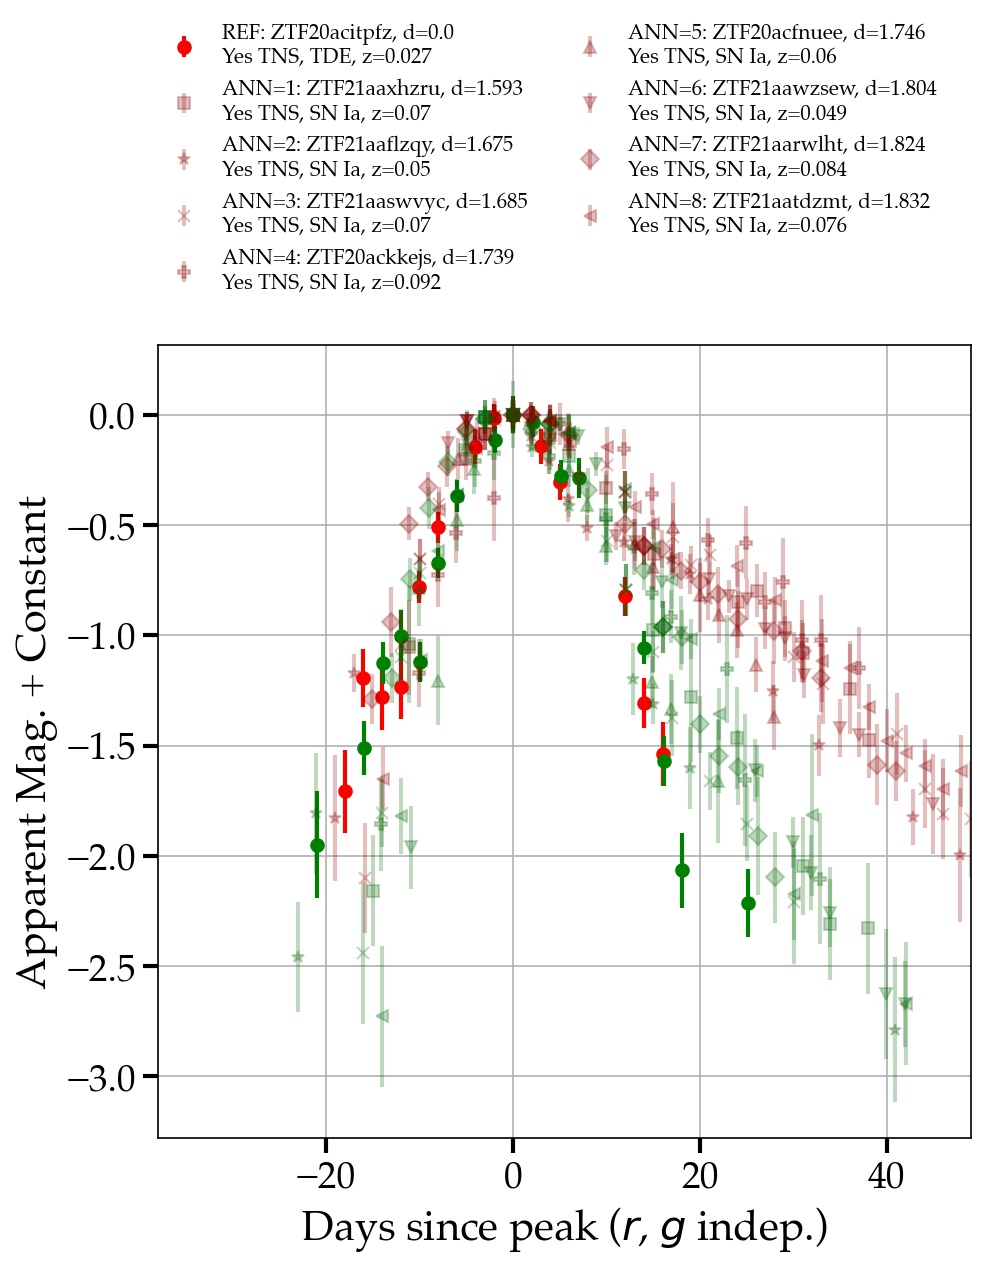 REF: ZTF20acitpfz, d=0.0
Yes TNS, TDE, z=0.027
ANN=1: ZTF21aaxhzru, d=1.593
Yes TNS, SN Ia, z=0.07
ANN=2: ZTF21aaflzqy, d=1.675
Yes TNS, SN Ia, z=0.05
ANN=3: ZTF21aaswvyc, d=1.685
Yes TNS, SN Ia, z=0.07
ANN=4: ZTF20ackkejs, d=1.739
Yes TNS, SN Ia, z=0.092
ANN=5: ZTF20acfnuee, d=1.746
Yes TNS, SN Ia, z=0.06
ANN=6: ZTF21aawzsew, d=1.804
Yes TNS, SN Ia, z=0.049
ANN=7: ZTF21aarwlht, d=1.824
Yes TNS, SN Ia, z=0.084
ANN=8: ZTF21aatdzmt, d=1.832
Yes TNS, SN Ia, z=0.076
Apparent Mag. + Constant
0.0
−0.5
−1.0
−1.5
−2.0
−2.5
−3.0
−20 0 20 40
Days since peak (r, g indep.)